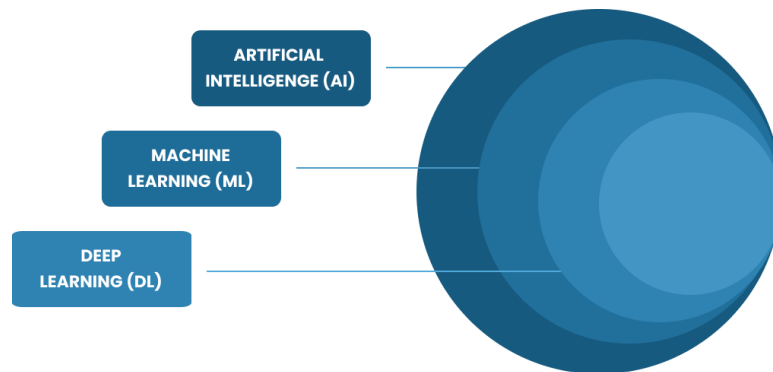 ARTIFICIAL
INTELLIGENGE (AI)
MACHINE
LEARNING (ML)
DEEP
LEARNING (DL)